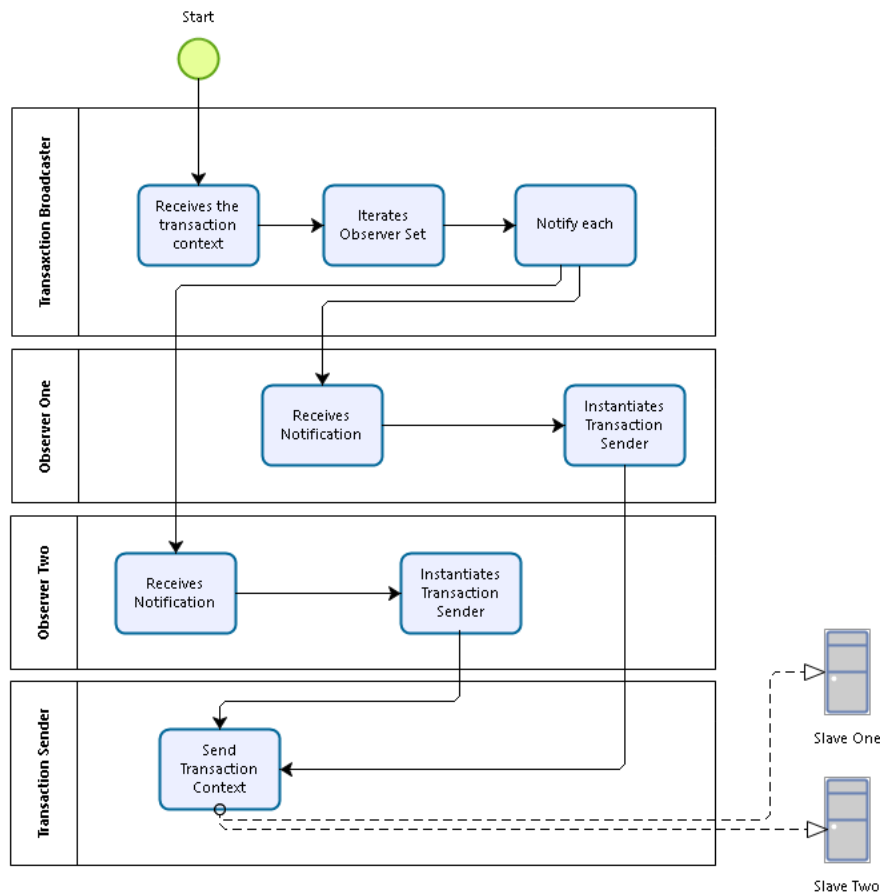 Start
Transaxction Broadcaster
Receives the
transaction
context
Iterates
Observer Set
Notify each
Observer One
Receives
Notification
Instantiates
Transaction
Sender
Observer Two
Receives
Notification
Instantiates
Transaction
Sender
Transaction Sender
Send
Transaction
Context
Slave One
Slave Two